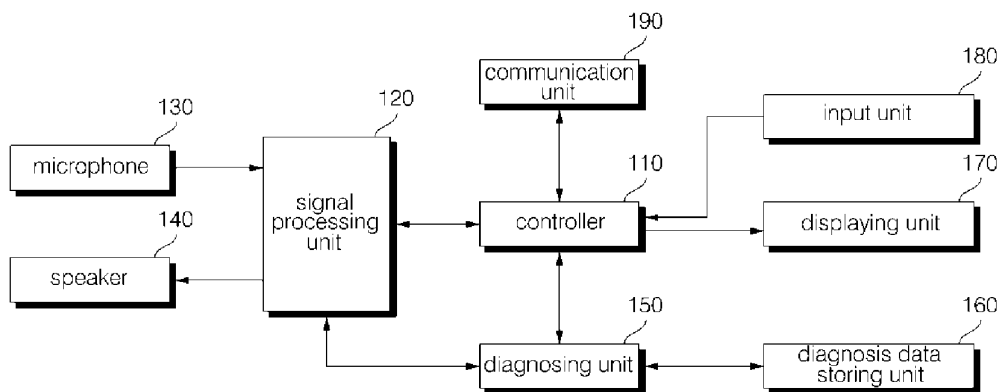 190
communication
unit
180
input unit
120
130
microphone
signal
processing
unit
110
controller
170
displaying unit
140
speaker
150
diagnosing unit
160
diagnosis data
storing unit